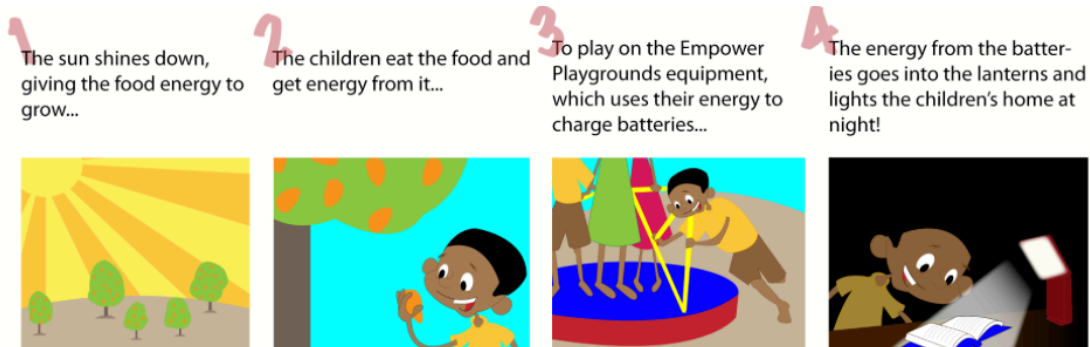 1
The sun shines down,
giving the food energy to
grow...
2
The children eat the food and
get energy from it...
3
To play on the Empower
Playgrounds equipment,
which uses their energy to
charge batteries...
4
The energy from the batter-
ies goes into the lanterns and
lights the children’s home at
night!